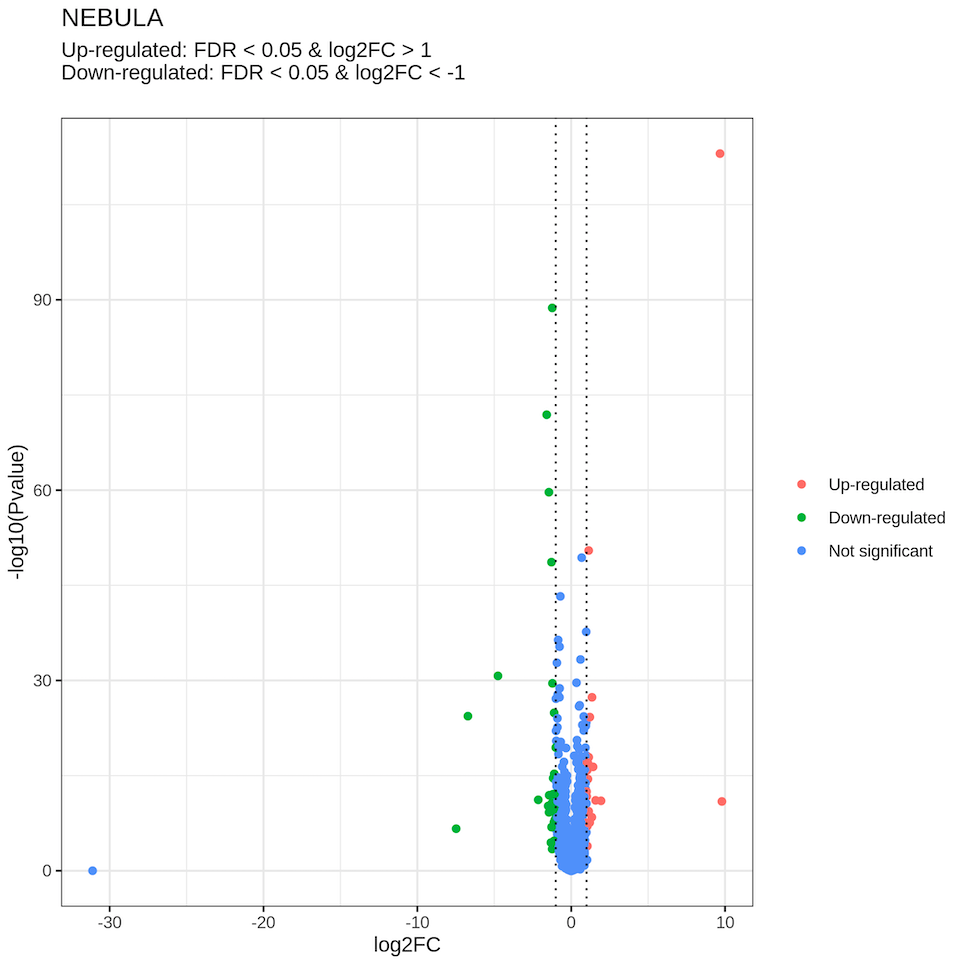 NEBULA
Up-regulated: FDR < 0.05 & log2FC > 1
Down-regulated: FDR < 0.05 & log2FC < -1
90
60
30
0
-log10(Pvalue)
-30
-20
-10
0
10
log2FC
Up-regulated
Down-regulated
Not significant